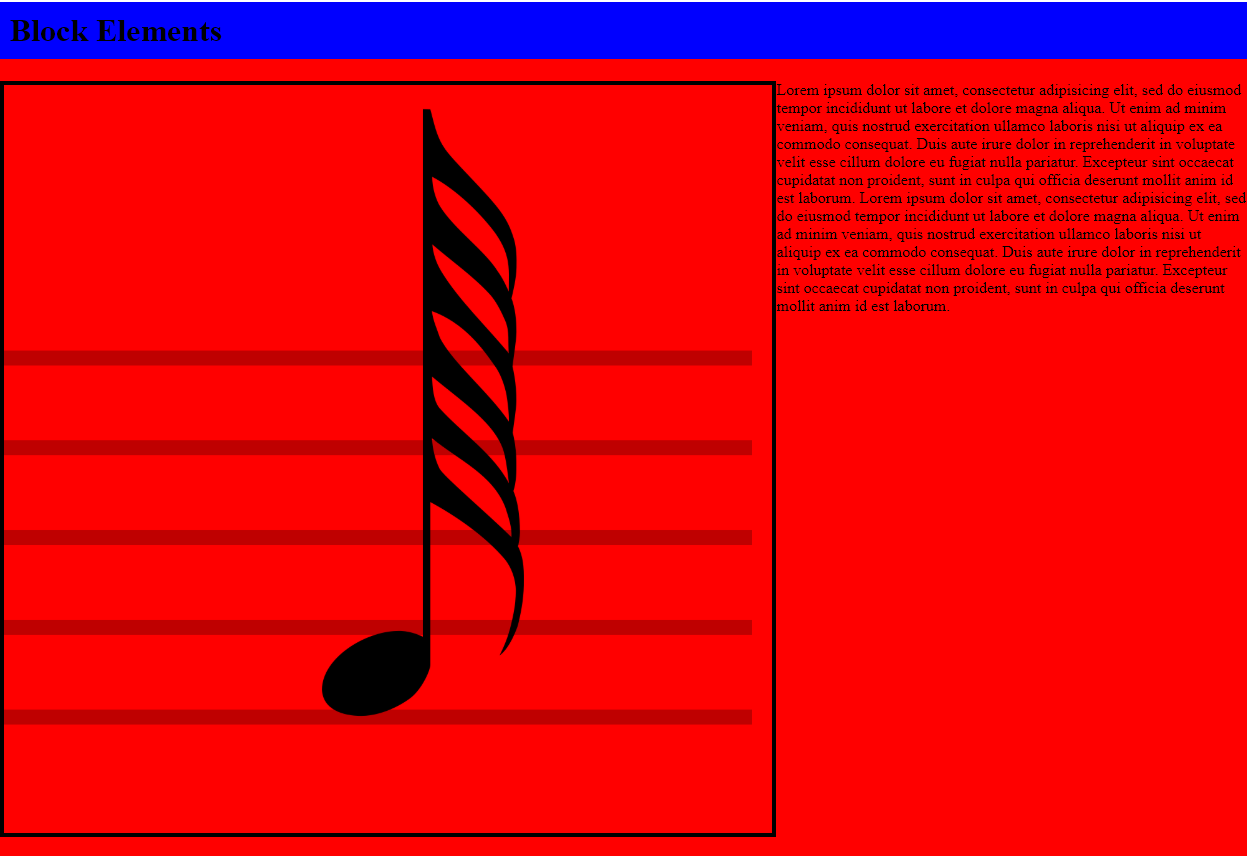 Block Elements
Lorem ipsum dolor sit amet, consectetur adipisicing elit, sed do eiusmod
tempor incididunt ut labore et dolore magna aliqua. Ut enim ad minim
veniam, quis nostrud exercitation ullamco laboris nisi ut aliquip ex ea
commodo consequat. Duis aute irure dolor in reprehenderit in voluptate
velit esse cillum dolore eu fugiat nulla pariatur. Excepteur sint occaecat
cupidatat non proident, sunt in culpa qui officia deserunt mollit anim id
est laborum. Lorem ipsum dolor sit amet, consectetur adipisicing elit, sed
do eiusmod tempor incididunt ut labore et dolore magna aliqua. Ut enim
ad minim veniam, quis nostrud exercitation ullamco laboris nisi ut
aliquip ex ea commodo consequat. Duis aute irure dolor in reprehenderit
in voluptate velit esse cillum dolore eu fugiat nulla pariatur. Excepteur
sint occaecat cupidatat non proident, sunt in culpa qui officia deserunt
mollit anim id est laborum.